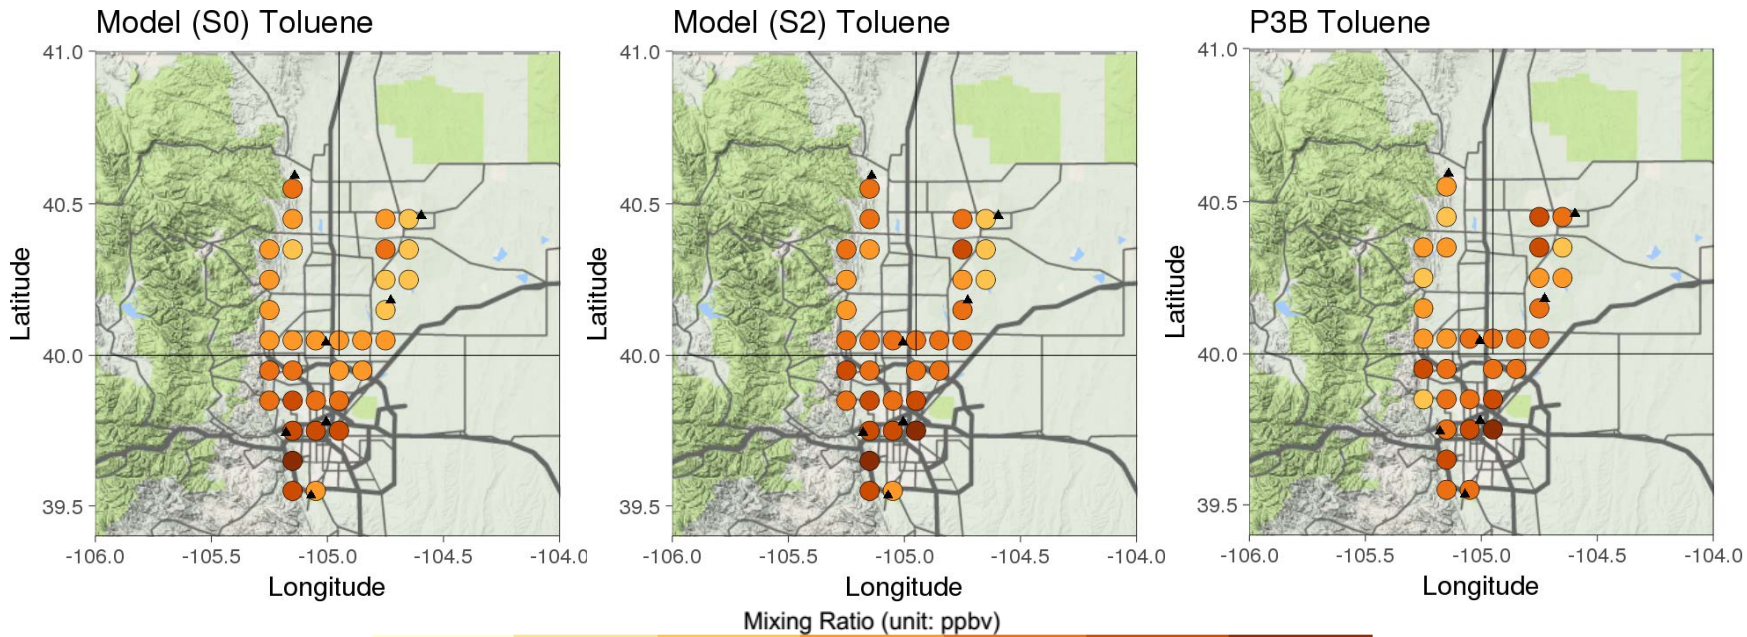 Model (S0) Toluene Model (S2) Toluene P3B Toluene
41.0 41.0 41.0
40.5 40.5 40.5
Latitude Latitude Latitude
40.0 40.0 40.0
39.5 39.5 39.5
-106.0 -105.5 -105.0 -104.5 -104.0 -106.0 -105.5 -105.0 -104.5 -104.0 -106.0 -105.5 -105.0 -104.5 -104.0
Longitude Longitude Longitude
Mixing Ratio (unit: ppbv)